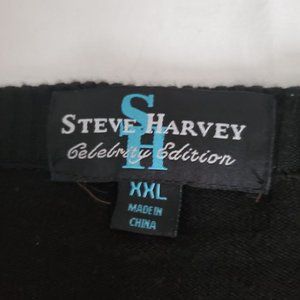 SH
STEVE HARVEY
Celebrity Edition
XXL
MADE IN
CHINA